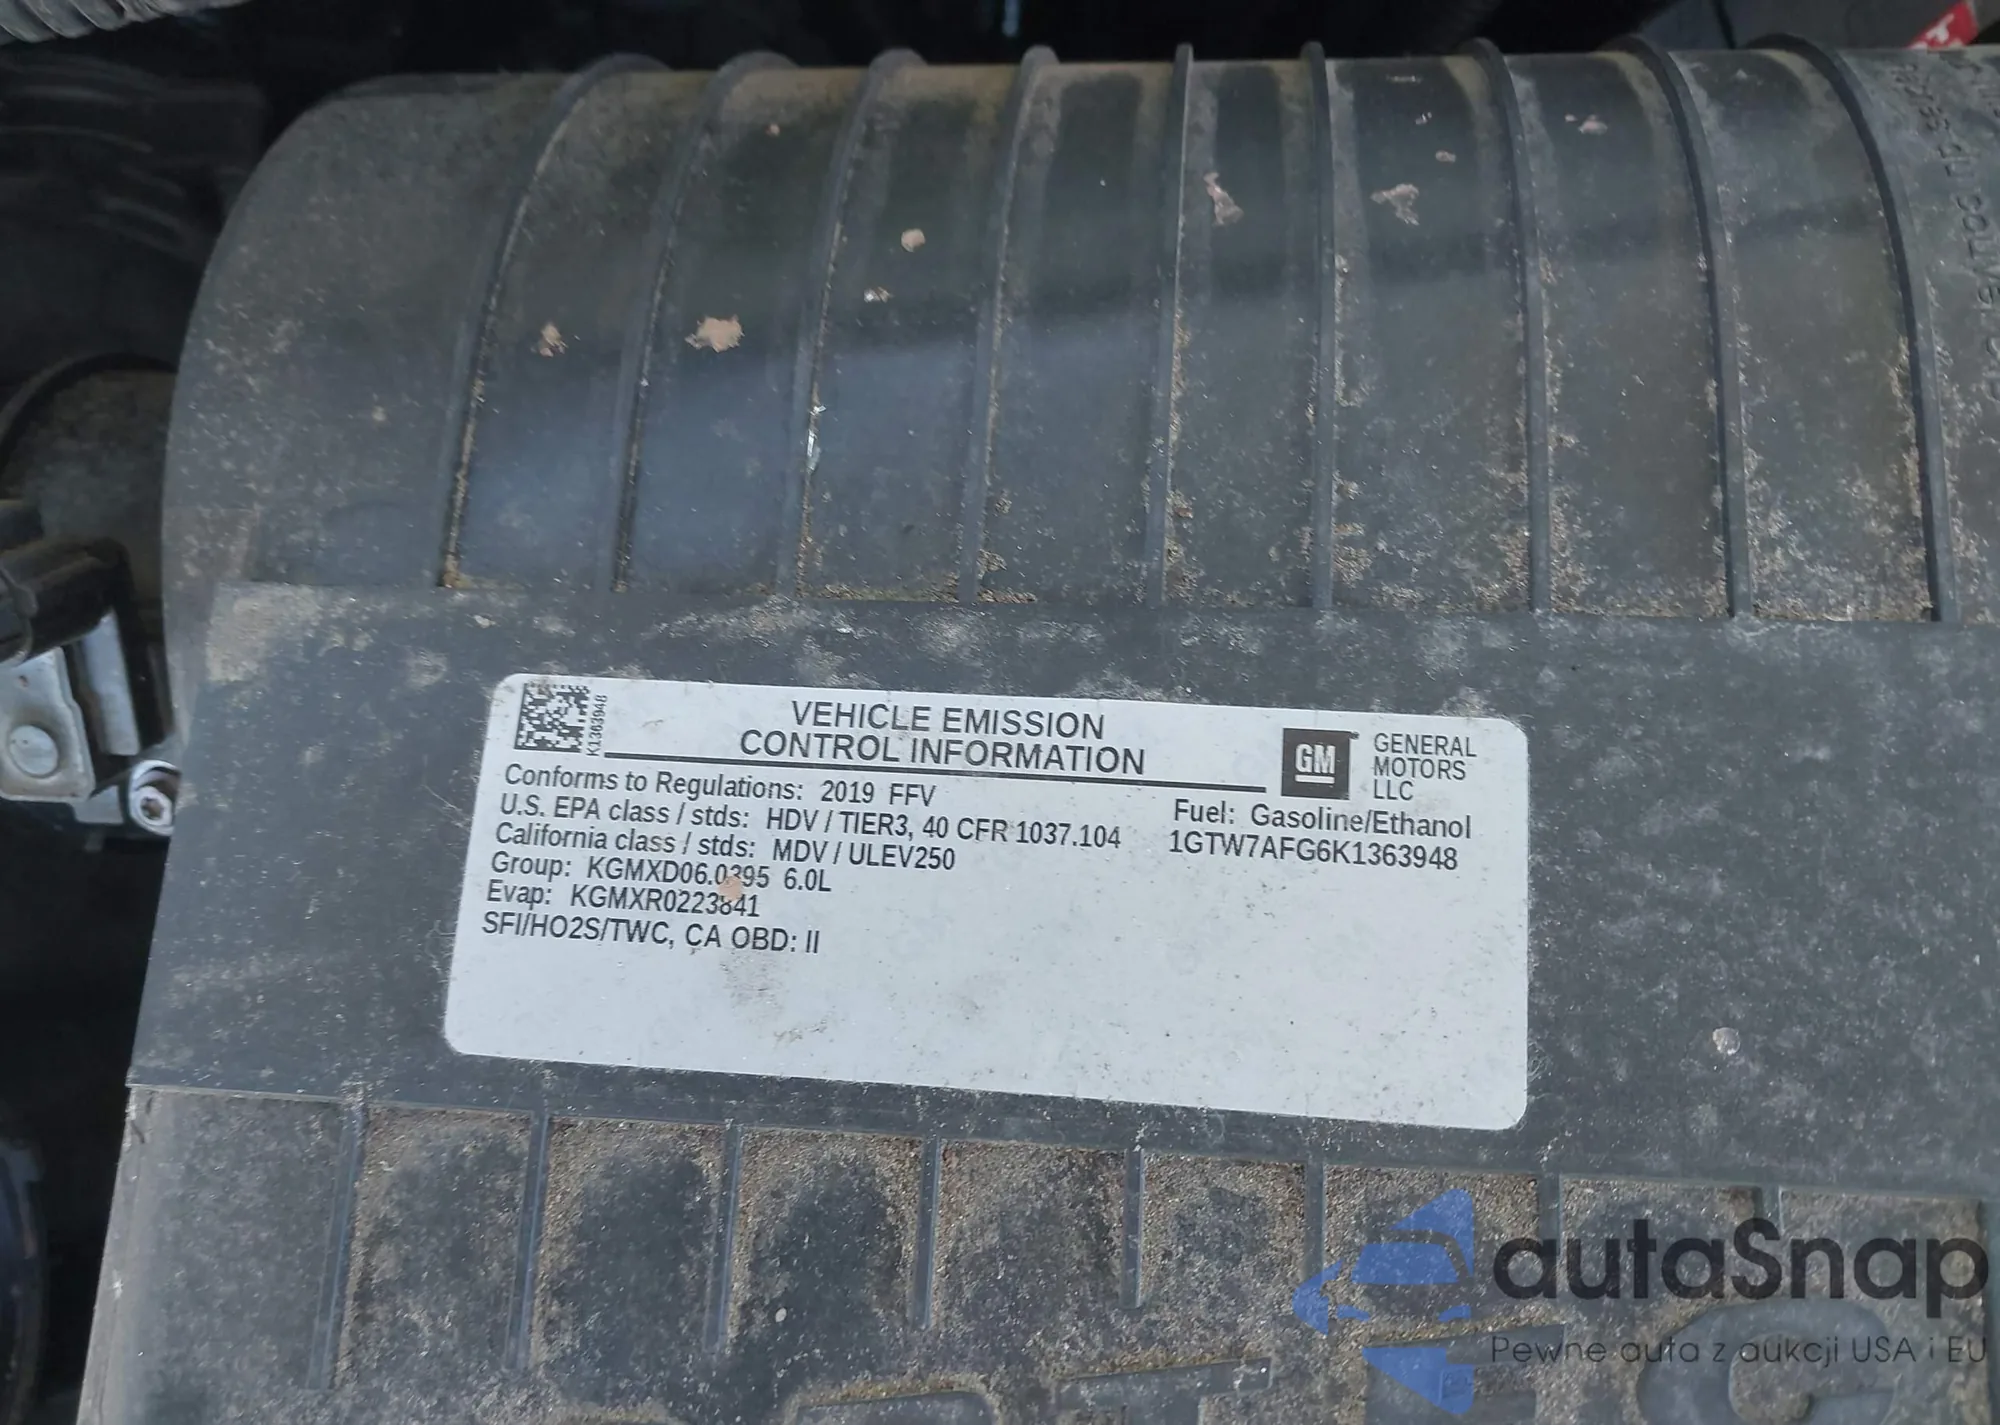 K1363948
VEHICLE EMISSION
CONTROL INFORMATION
GM
GENERAL
MOTORS
LLC
Conforms to Regulations: 2019 FFV
U.S. EPA class / stds: HDV / TIER3, 40 CFR 1037.104
California class / stds: MDV / ULEV250
Group: KGMXD06.0395 6.0L
Evap: KGMXR0223841
SFI/HO2S/TWC, CA OBD: II
Fuel: Gasoline/Ethanol
1GTW7AFG6K1363948
autaSnap
Pewne auta z aukcji USA i EU